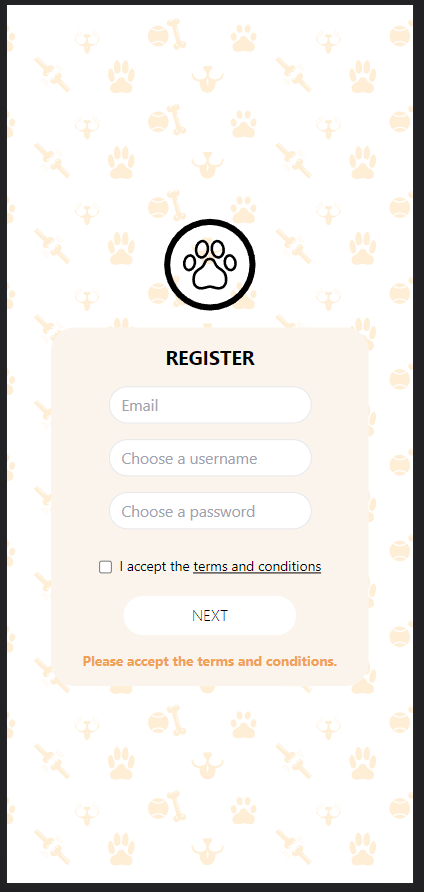 REGISTER
Email
Choose a username
Choose a password
I accept the terms and conditions
NEXT
Please accept the terms and conditions.